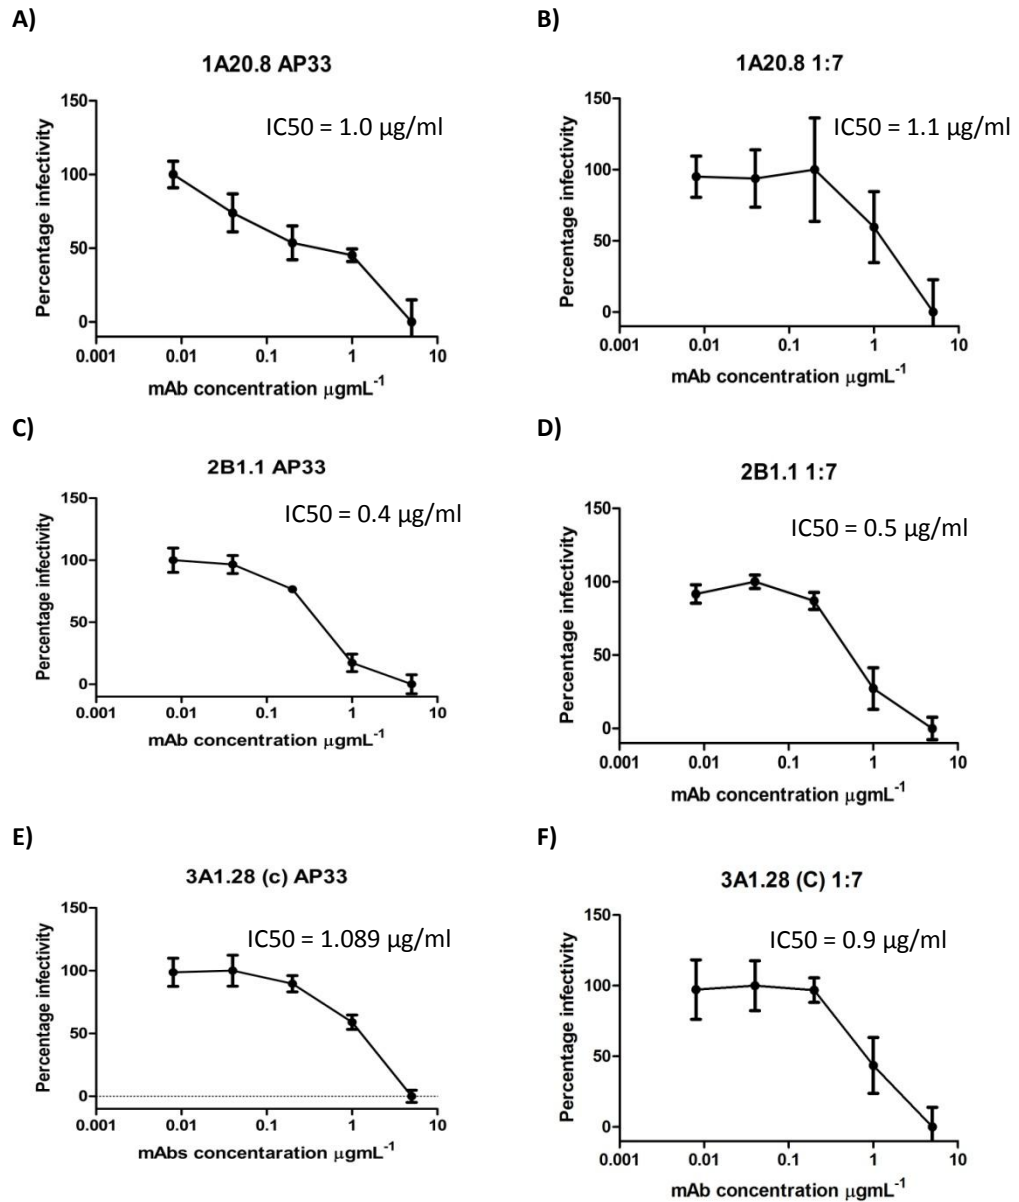 A)
1A20.8 AP33
IC50 = 1.0 µg/ml
Percentage infectivity
150
100
50
0
0.001 0.01 0.1 1 10
mAb concentration µgmL⁻¹
B)
1A20.8 1:7
IC50 = 1.1 µg/ml
Percentage infectivity
150
100
50
0
0.001 0.01 0.1 1 10
mAb concentration µgmL⁻¹
C)
2B1.1 AP33
IC50 = 0.4 µg/ml
Percentage infectivity
150
100
50
0
0.001 0.01 0.1 1 10
mAb concentration µgmL⁻¹
D)
2B1.1 1:7
IC50 = 0.5 µg/ml
Percentage infectivity
150
100
50
0
0.001 0.01 0.1 1 10
mAb concentration µgmL⁻¹
E)
3A1.28 (c) AP33
IC50 = 1.089 µg/ml
Percentage infectivity
150
100
50
0
0.001 0.01 0.1 1 10
mAbs concentaration µgmL⁻¹
F)
3A1.28 (C) 1:7
IC50 = 0.9 µg/ml
Percentage infectivity
150
100
50
0
0.001 0.01 0.1 1 10
mAb concentration µgmL⁻¹